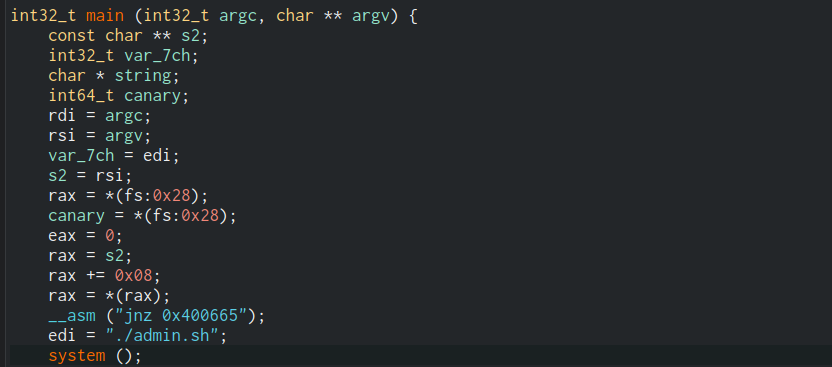 int32_t main (int32_t argc, char ** argv) {
    const char ** s2;
    int32_t var_7ch;
    char * string;
    int64_t canary;
    rdi = argc;
    rsi = argv;
    var_7ch = edi;
    s2 = rsi;
    rax = *(fs:0x28);
    canary = *(fs:0x28);
    eax = 0;
    rax = s2;
    rax += 0x08;
    rax = *(rax);
    __asm ("jnz 0x400665");
    edi = "./admin.sh";
    system ();